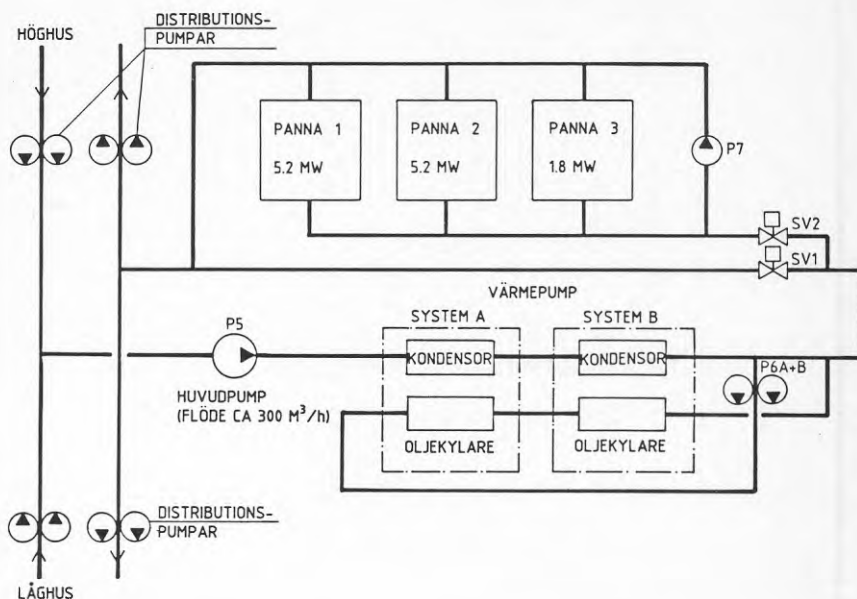 DISTRIBUTIONS-
PUMPAR
HÖGHUS
PANNA 1
5.2 MW
PANNA 2
5.2 MW
PANNA 3
1.8 MW
P7
SV2
SV1
VÄRMEPUMP
SYSTEM A
SYSTEM B
P5
KONDENSOR
KONDENSOR
P6A+B
HUVUDPUMP
(FLÖDE CA 300 M³/h)
OLJEKYLARE
OLJEKYLARE
DISTRIBUTIONS-
PUMPAR
LÅGHUS